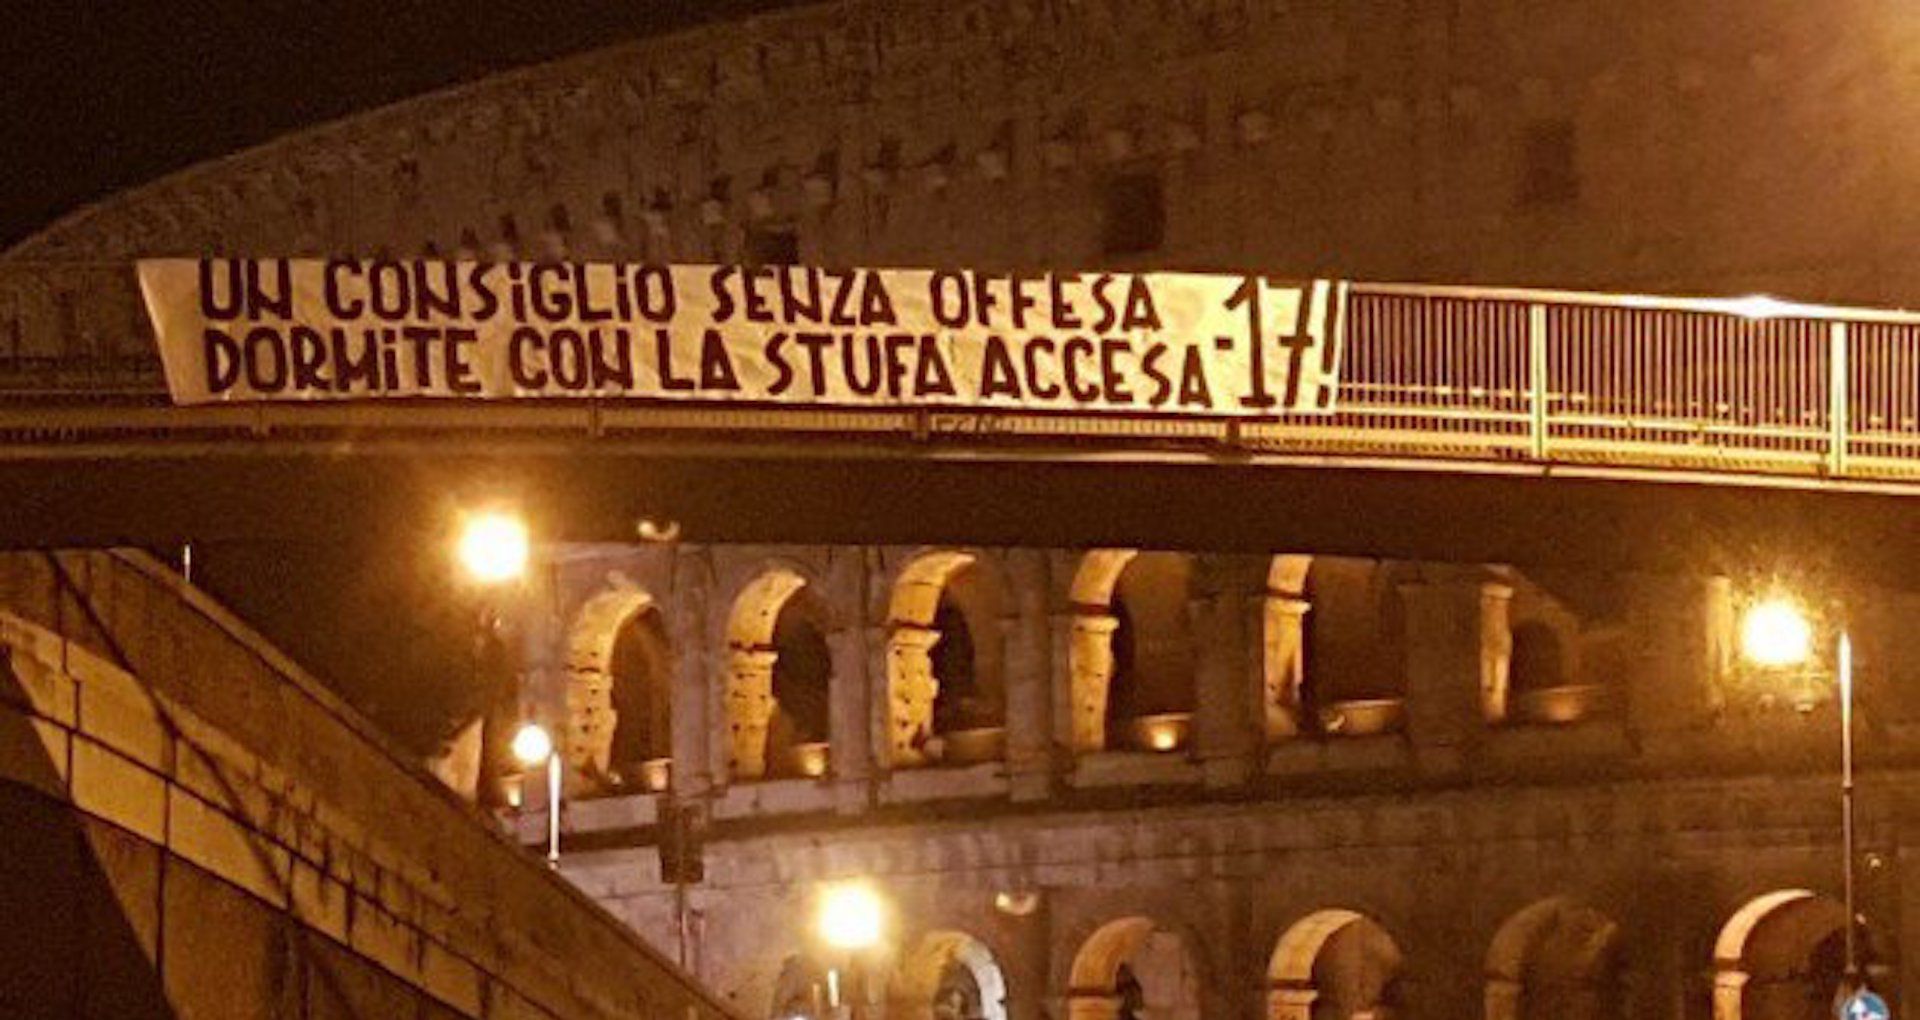 UN CONSIGLIO SENZA OFFESA
DORMITE CON LA STUFA ACCESA -17!